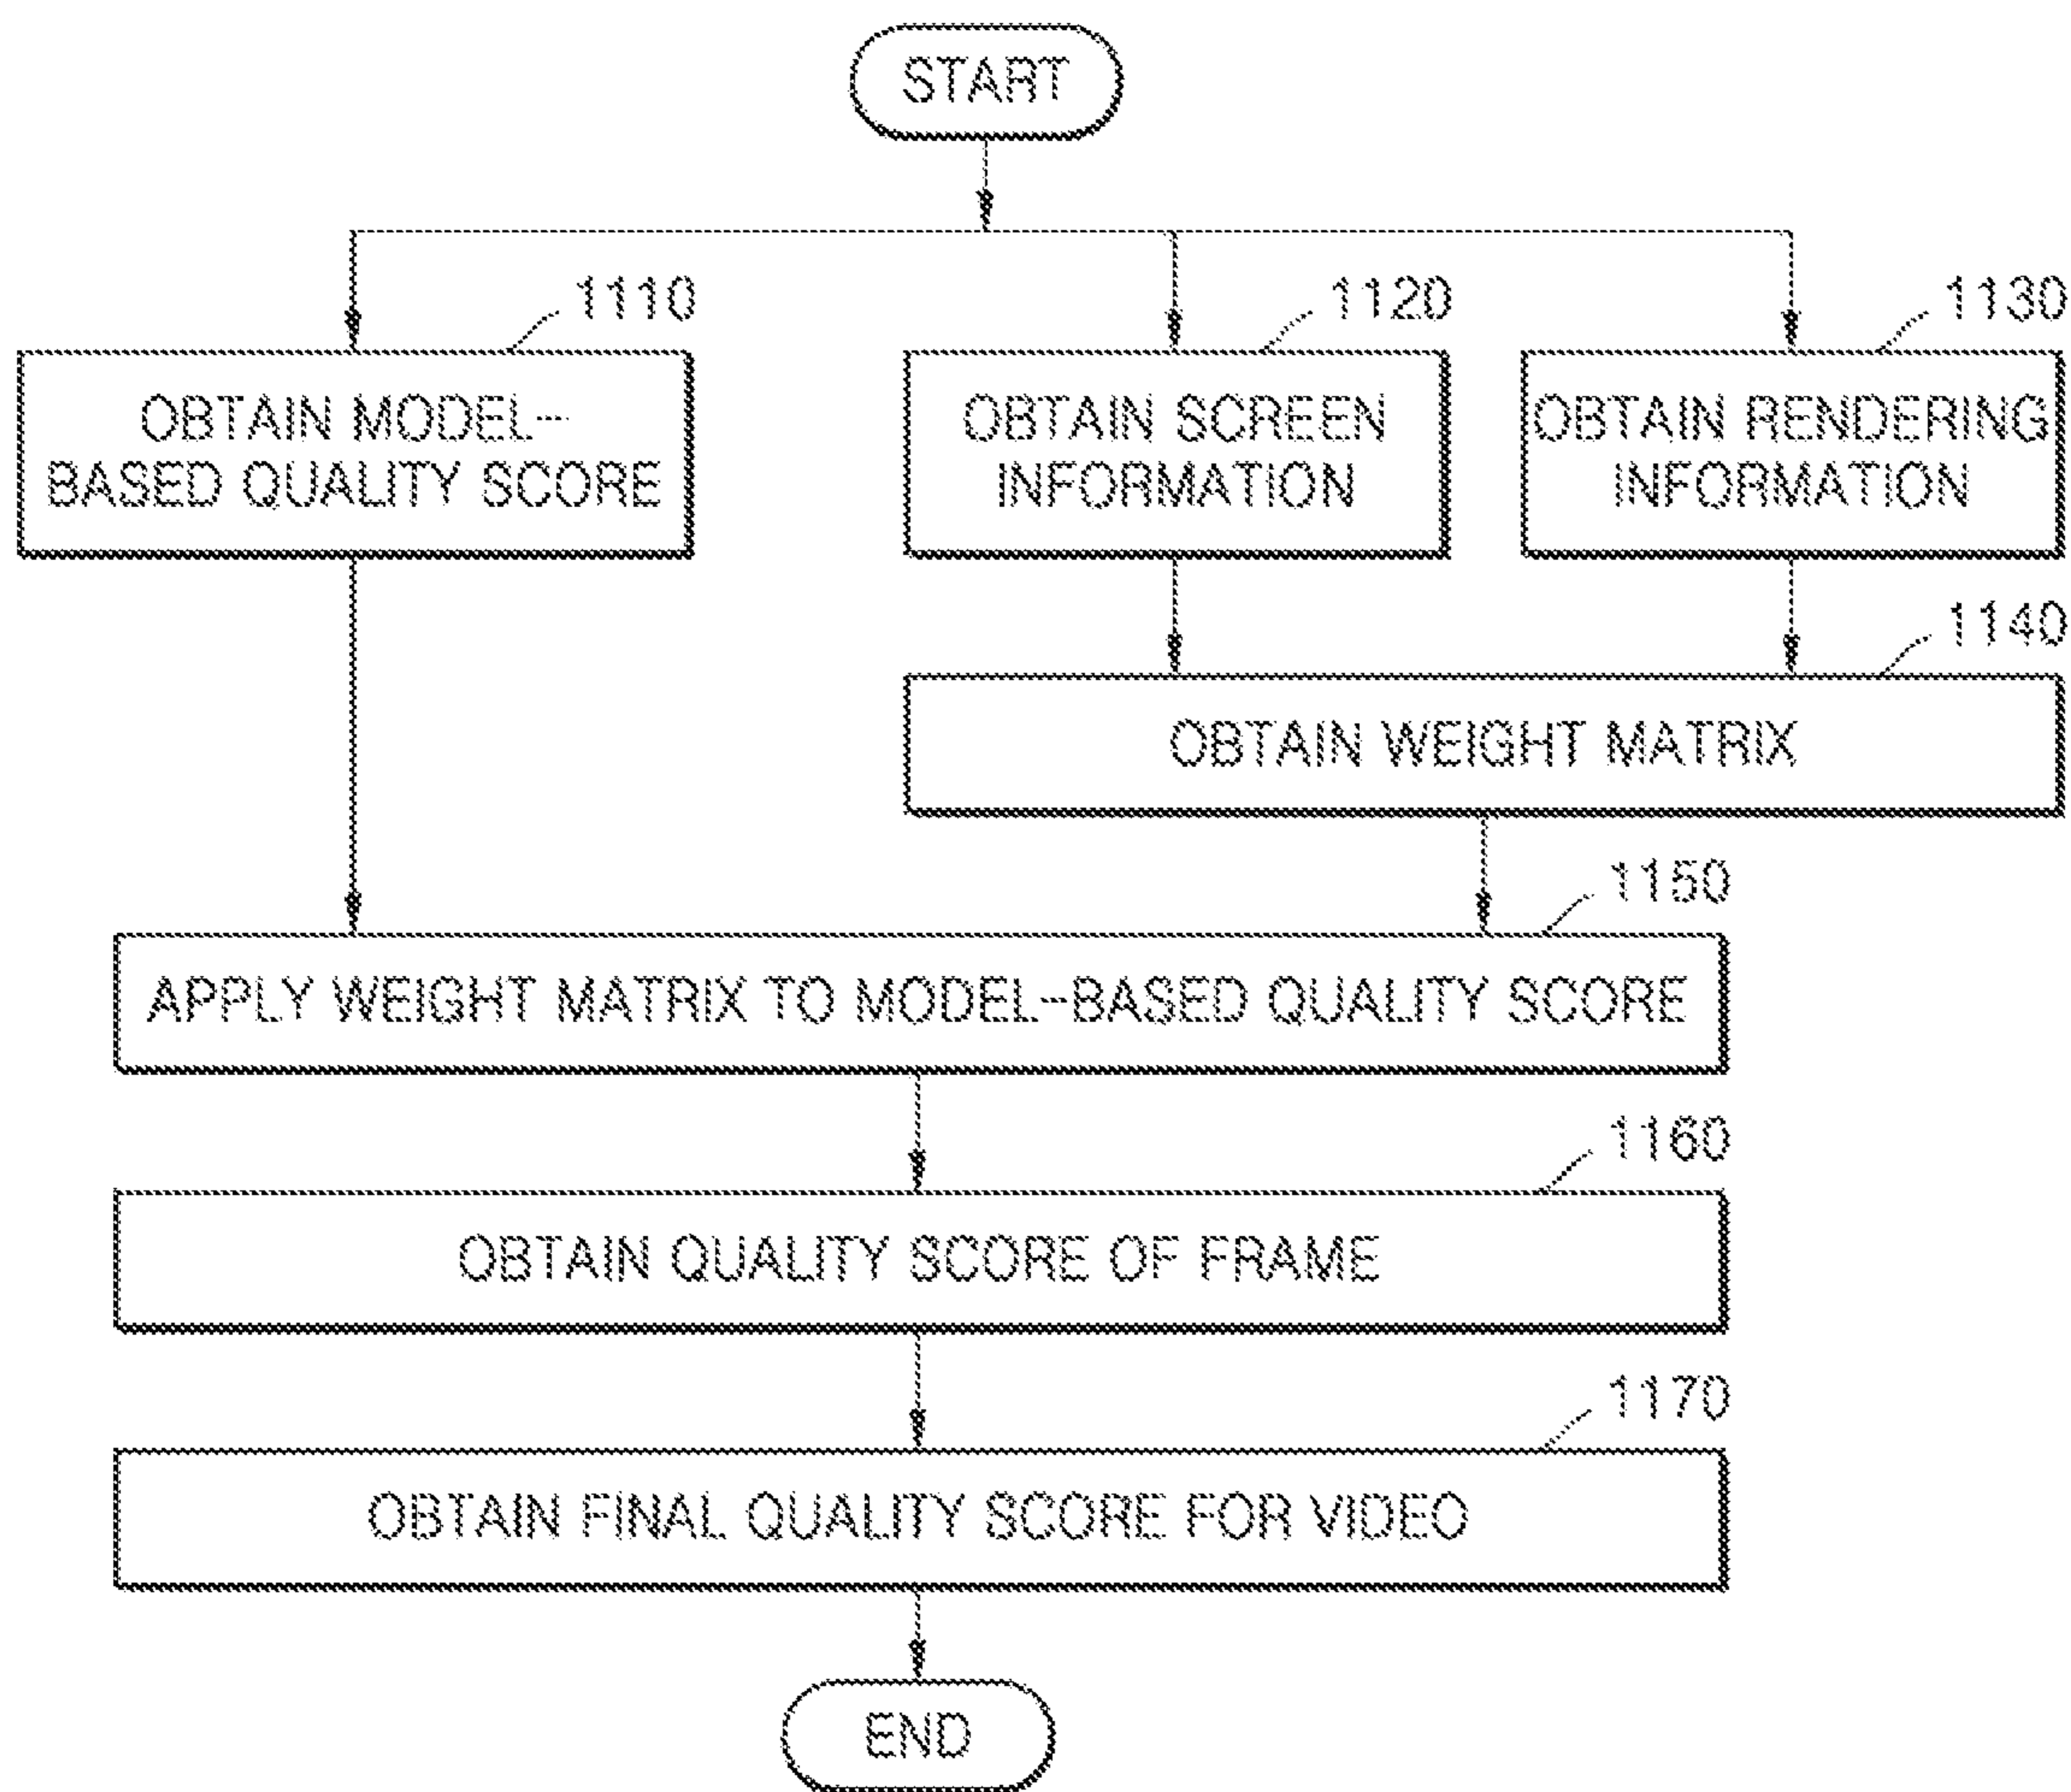 START
1110
1120
1130
OBTAIN MODEL-
BASED QUALITY SCORE
OBTAIN SCREEN
INFORMATION
OBTAIN RENDERING
INFORMATION
1140
OBTAIN WEIGHT MATRIX
1150
APPLY WEIGHT MATRIX TO MODEL-BASED QUALITY SCORE
1160
OBTAIN QUALITY SCORE OF FRAME
1170
OBTAIN FINAL QUALITY SCORE FOR VIDEO
END